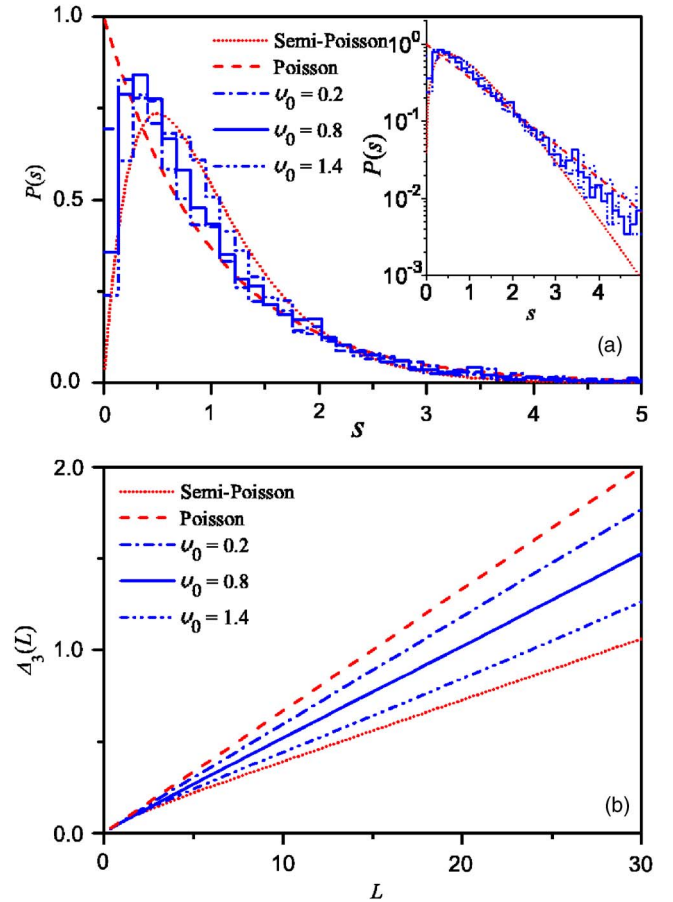 1.0
0.5
0.0
P(s)
Semi-Poisson
Poisson
υ0 = 0.2
υ0 = 0.8
υ0 = 1.4
10^0
10^-1
10^-2
10^-3
P(s)
0 1 2 3 4
s
(a)
0 1 2 3 4 5
s
2.0
1.0
0.0
Δ3(L)
Semi-Poisson
Poisson
υ0 = 0.2
υ0 = 0.8
υ0 = 1.4
(b)
0 10 20 30
L